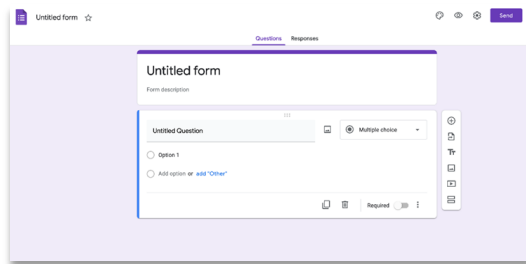 Untitled form
Send
Questions Responses
Untitled form
Form description
Untitled Question
Multiple choice
Option 1
Add option or add "Other"
Required
Tт